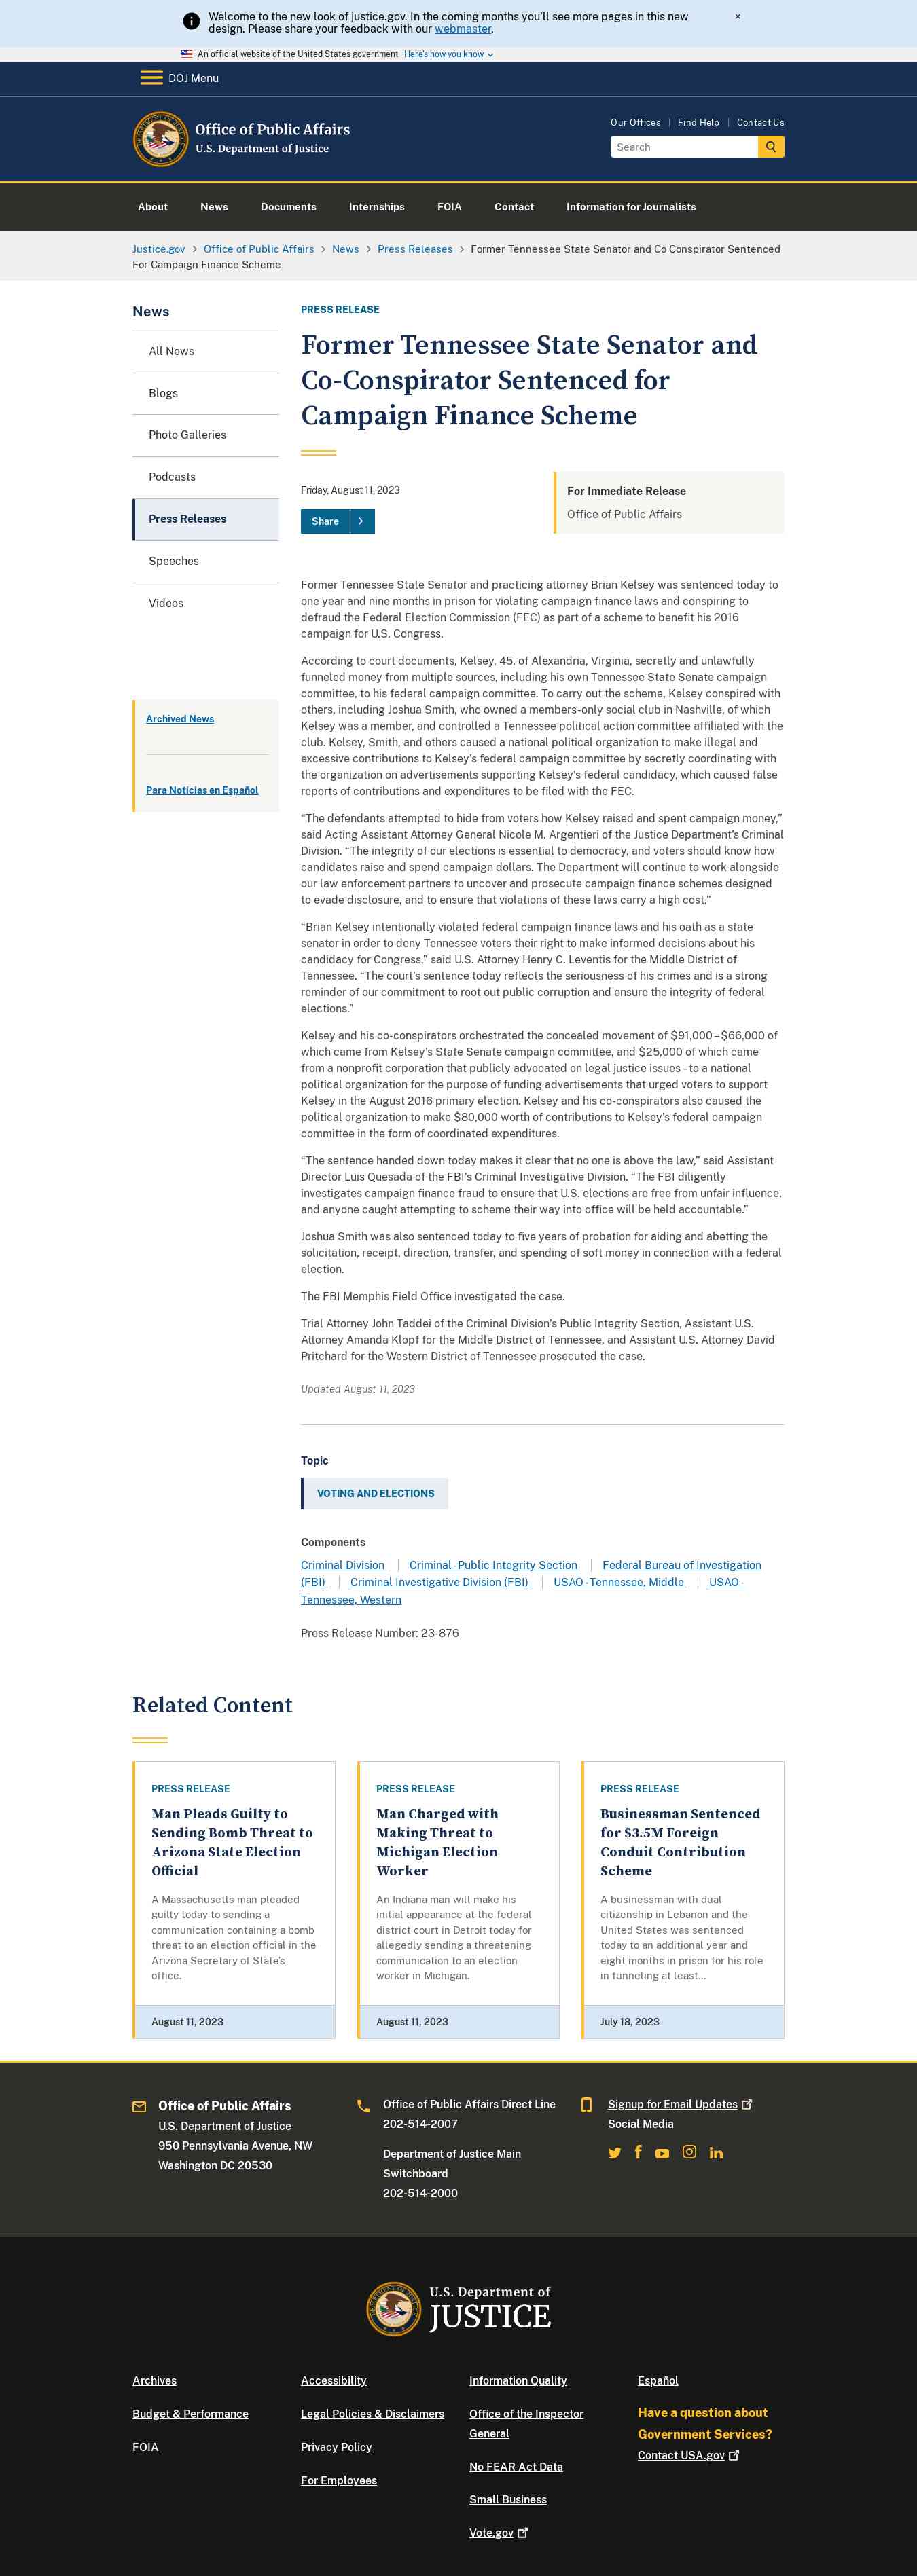 Welcome to the new look of justice.gov. In the coming months you'll see more pages in this new
design. Please share your feedback with our webmaster.
×
An official website of the United States government Here's how you know
DOJ Menu
Office of Public Affairs
U.S. Department of Justice
Our Offices
Find Help
Contact Us
Search
About
News
Documents
Internships
FOIA
Contact
Information for Journalists
Justice.gov > Office of Public Affairs > News > Press Releases > Former Tennessee State Senator and Co Conspirator Sentenced
For Campaign Finance Scheme
News
All News
Blogs
Photo Galleries
Podcasts
Press Releases
Speeches
Videos
Archived News
Para Notícias en Español
PRESS RELEASE
Former Tennessee State Senator and
Co-Conspirator Sentenced for
Campaign Finance Scheme
Friday, August 11, 2023
Share
For Immediate Release
Office of Public Affairs
Former Tennessee State Senator and practicing attorney Brian Kelsey was sentenced today to
one year and nine months in prison for violating campaign finance laws and conspiring to
defraud the Federal Election Commission (FEC) as part of a scheme to benefit his 2016
campaign for U.S. Congress.
According to court documents, Kelsey, 45, of Alexandria, Virginia, secretly and unlawfully
funneled money from multiple sources, including his own Tennessee State Senate campaign
committee, to his federal campaign committee. To carry out the scheme, Kelsey conspired with
others, including Joshua Smith, who owned a members-only social club in Nashville, of which
Kelsey was a member, and controlled a Tennessee political action committee affiliated with the
club. Kelsey, Smith, and others caused a national political organization to make illegal and
excessive contributions to Kelsey's federal campaign committee by secretly coordinating with
the organization on advertisements supporting Kelsey's federal candidacy, which caused false
reports of contributions and expenditures to be filed with the FEC.
“The defendants attempted to hide from voters how Kelsey raised and spent campaign money,”
said Acting Assistant Attorney General Nicole M. Argentieri of the Justice Department's Criminal
Division. “The integrity of our elections is essential to democracy, and voters should know how
candidates raise and spend campaign dollars. The Department will continue to work alongside
our law enforcement partners to uncover and prosecute campaign finance schemes designed
to evade disclosure, and to ensure that violations of these laws carry a high cost.”
“Brian Kelsey intentionally violated federal campaign finance laws and his oath as a state
senator in order to deny Tennessee voters their right to make informed decisions about his
candidacy for Congress,” said U.S. Attorney Henry C. Leventis for the Middle District of
Tennessee. “The court's sentence today reflects the seriousness of his crimes and is a strong
reminder of our commitment to root out public corruption and ensure the integrity of federal
elections.”
Kelsey and his co-conspirators orchestrated the concealed movement of $91,000 – $66,000 of
which came from Kelsey's State Senate campaign committee, and $25,000 of which came
from a nonprofit corporation that publicly advocated on legal justice issues – to a national
political organization for the purpose of funding advertisements that urged voters to support
Kelsey in the August 2016 primary election. Kelsey and his co-conspirators also caused the
political organization to make $80,000 worth of contributions to Kelsey's federal campaign
committee in the form of coordinated expenditures.
“The sentence handed down today makes it clear that no one is above the law,” said Assistant
Director Luis Quesada of the FBI's Criminal Investigative Division. “The FBI diligently
investigates campaign finance fraud to ensure that U.S. elections are free from unfair influence,
and anyone caught attempting to scheme their way into office will be held accountable.”
Joshua Smith was also sentenced today to five years of probation for aiding and abetting the
solicitation, receipt, direction, transfer, and spending of soft money in connection with a federal
election.
The FBI Memphis Field Office investigated the case.
Trial Attorney John Taddei of the Criminal Division's Public Integrity Section, Assistant U.S.
Attorney Amanda Klopf for the Middle District of Tennessee, and Assistant U.S. Attorney David
Pritchard for the Western District of Tennessee prosecuted the case.
Updated August 11, 2023
Topic
VOTING AND ELECTIONS
Components
Criminal Division | Criminal - Public Integrity Section | Federal Bureau of Investigation
(FBI) | Criminal Investigative Division (FBI) | USAO - Tennessee, Middle | USAO -
Tennessee, Western
Press Release Number: 23-876
Related Content
PRESS RELEASE
Man Pleads Guilty to
Sending Bomb Threat to
Arizona State Election
Official
A Massachusetts man pleaded
guilty today to sending a
communication containing a bomb
threat to an election official in the
Arizona Secretary of State's
office.
August 11, 2023
PRESS RELEASE
Man Charged with
Making Threat to
Michigan Election
Worker
An Indiana man will make his
initial appearance at the federal
district court in Detroit today for
allegedly sending a threatening
communication to an election
worker in Michigan.
August 11, 2023
PRESS RELEASE
Businessman Sentenced
for $3.5M Foreign
Conduit Contribution
Scheme
A businessman with dual
citizenship in Lebanon and the
United States was sentenced
today to an additional year and
eight months in prison for his role
in funneling at least...
July 18, 2023
Office of Public Affairs
U.S. Department of Justice
950 Pennsylvania Avenue, NW
Washington DC 20530
Office of Public Affairs Direct Line
202-514-2007
Department of Justice Main
Switchboard
202-514-2000
Signup for Email Updates
Social Media
U.S. Department of
JUSTICE
Archives
Budget & Performance
FOIA
Accessibility
Legal Policies & Disclaimers
Privacy Policy
For Employees
Information Quality
Office of the Inspector
General
No FEAR Act Data
Small Business
Vote.gov
Español
Have a question about
Government Services?
Contact USA.gov